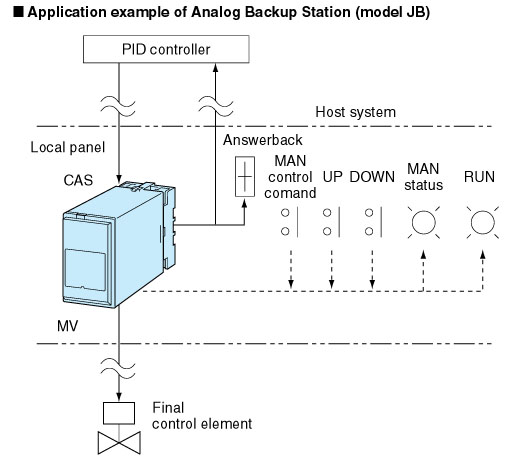 ■ Application example of Analog Backup Station (model JB)
PID controller
Host system
Local panel
Answerback
CAS
MAN
control
comand
UP
DOWN
MAN
status
RUN
MV
Final
control element